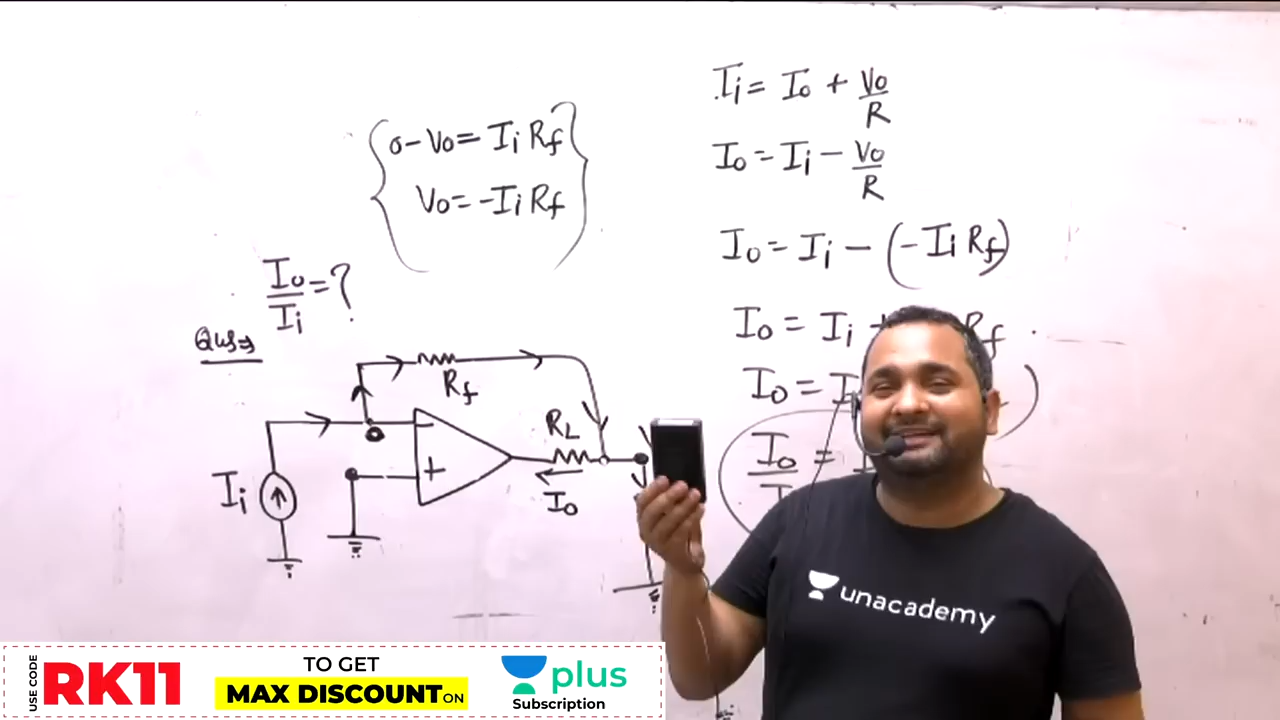 0-Vo= Ii Rf
Vo= -Ii Rf
Io/Ii =?
Ques⇒
Rf
RL
Ii
Io
-
+
Ii = Io + Vo/R
Io = Ii - Vo/R
Io = Ii - (-Ii Rf)
Io = Ii + Rf
Io = I
Io/I =
unacademy
USE CODE
RK11
TO GET
MAX DISCOUNT ON
plus
Subscription